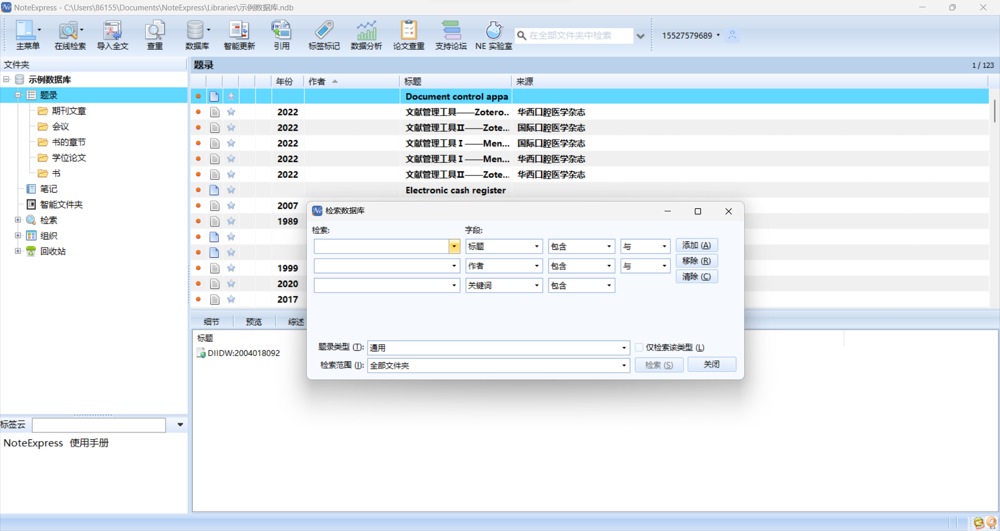 NoteExpress - C:\Users\86155\Documents\NoteExpress\Libraries\示例数据库.ndb
主菜单 在线检索 导入全文 查重 数据库 智能更新 引用 标签标记 数据分析 论文查重 支持论坛 NE 实验室 在全部文件夹中检索 15527579689
文件夹 题录 1 / 123
示例数据库 年份 作者 标题 来源
题录 Document control appa
期刊文章 2022 文献管理工具——Zotero.. 华西口腔医学杂志
会议 2022 文献管理工具Ⅱ——Zote... 国际口腔医学杂志
书的章节 2022 文献管理工具Ⅰ——Men... 国际口腔医学杂志
学位论文 2022 文献管理工具Ⅰ——Men... 华西口腔医学杂志
书 2022 文献管理工具Ⅱ——Zote... 华西口腔医学杂志
笔记 Electronic cash register
智能文件夹 2007
检索 1989
组织
回收站
1999
2020
2017
检索数据库
检索: 字段:
标题 包含 与 添加 (A)
作者 包含 与 移除 (R)
清除 (C)
关键词 包含
题录类型 (T): 通用 仅检索该类型 (L)
检索范围 (I): 全部文件夹 检索 (S) 关闭
细节 预览 综述
标题
DIIDW:2004018092
标签云
NoteExpress 使用手册